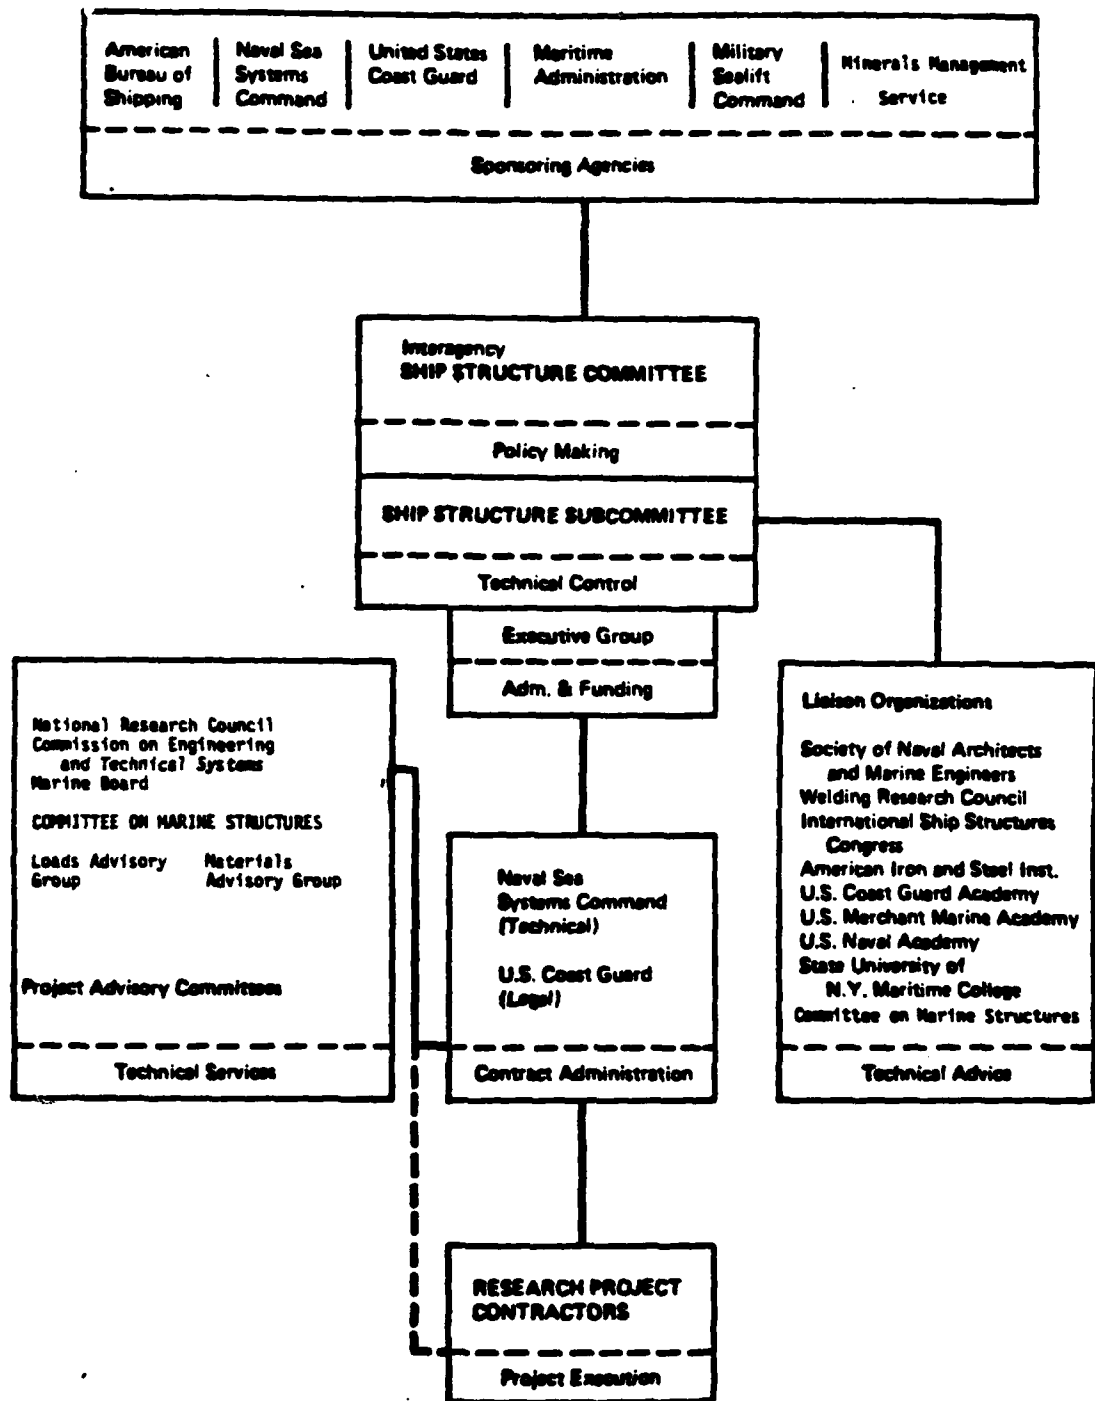 American
Bureau of
Shipping
Naval Sea
Systems
Command
United States
Coast Guard
Maritime
Administration
Military
Sealift
Command
Minerals Management
Service
Sponsoring Agencies
Interagency
SHIP STRUCTURE COMMITTEE
Policy Making
SHIP STRUCTURE SUBCOMMITTEE
Technical Control
Executive Group
Adm. & Funding
National Research Council
Commission on Engineering
and Technical Systems
Marine Board
COMMITTEE ON MARINE STRUCTURES
Loads Advisory
Group
Materials
Advisory Group
Project Advisory Committees
Technical Services
Naval Sea
Systems Command
(Technical)
U.S. Coast Guard
(Legal)
Contract Administration
Liaison Organizations
Society of Naval Architects
and Marine Engineers
Welding Research Council
International Ship Structures
Congress
American Iron and Steel Inst.
U.S. Coast Guard Academy
U.S. Merchant Marine Academy
U.S. Naval Academy
State University of
N.Y. Maritime College
Committee on Marine Structures
Technical Advice
RESEARCH PROJECT
CONTRACTORS
Project Execution